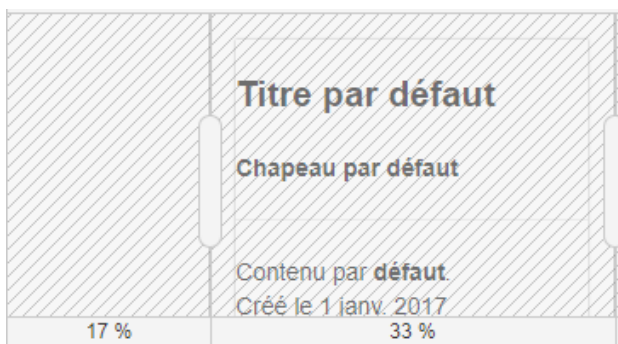 Titre par défaut
Chapeau par défaut
Contenu par défaut.
Créé le 1 janv. 2017
17 %
33 %